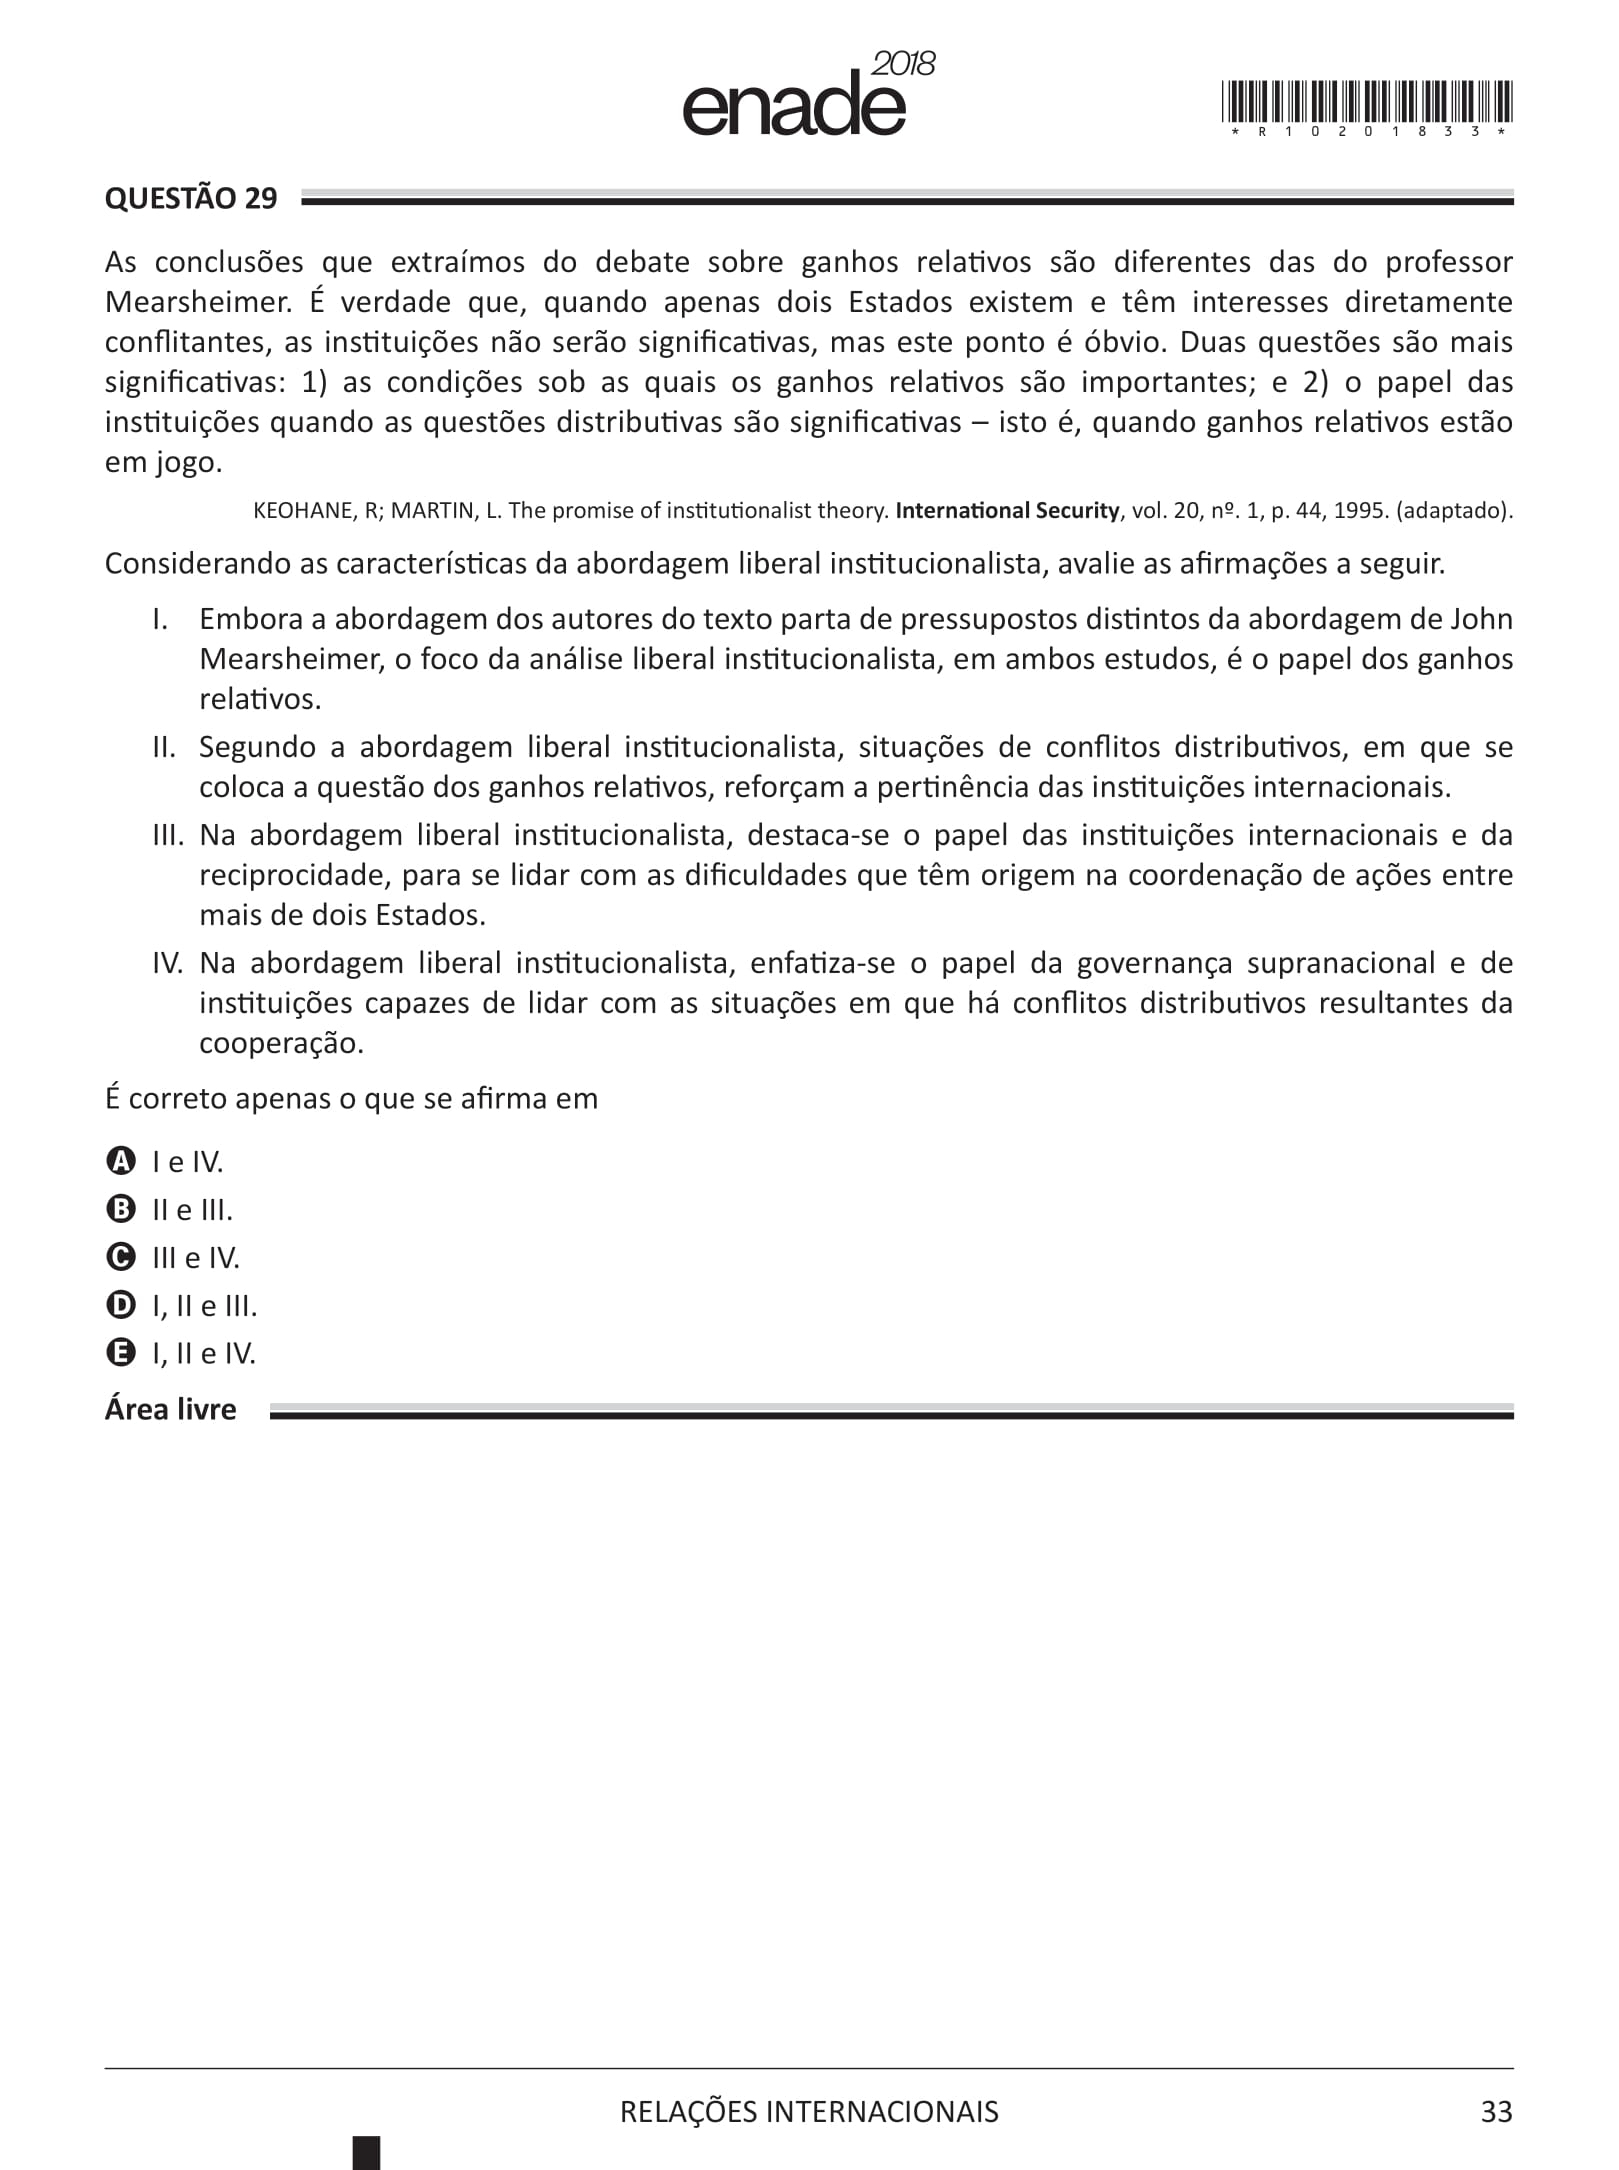 enade 2018
*R10201833*
QUESTÃO 29
As conclusões que extraímos do debate sobre ganhos relativos são diferentes das do professor
Mearsheimer. É verdade que, quando apenas dois Estados existem e têm interesses diretamente
conflitantes, as instituições não serão significativas, mas este ponto é óbvio. Duas questões são mais
significativas: 1) as condições sob as quais os ganhos relativos são importantes; e 2) o papel das
instituições quando as questões distributivas são significativas – isto é, quando ganhos relativos estão
em jogo.
KEOHANE, R; MARTIN, L. The promise of institutionalist theory. International Security, vol. 20, nº. 1, p. 44, 1995. (adaptado).
Considerando as características da abordagem liberal institucionalista, avalie as afirmações a seguir.
I. Embora a abordagem dos autores do texto parta de pressupostos distintos da abordagem de John
Mearsheimer, o foco da análise liberal institucionalista, em ambos estudos, é o papel dos ganhos
relativos.
II. Segundo a abordagem liberal institucionalista, situações de conflitos distributivos, em que se
coloca a questão dos ganhos relativos, reforçam a pertinência das instituições internacionais.
III. Na abordagem liberal institucionalista, destaca-se o papel das instituições internacionais e da
reciprocidade, para se lidar com as dificuldades que têm origem na coordenação de ações entre
mais de dois Estados.
IV. Na abordagem liberal institucionalista, enfatiza-se o papel da governança supranacional e de
instituições capazes de lidar com as situações em que há conflitos distributivos resultantes da
cooperação.
É correto apenas o que se afirma em
A I e IV.
B II e III.
C III e IV.
D I, II e III.
E I, II e IV.
Área livre
RELAÇÕES INTERNACIONAIS 33